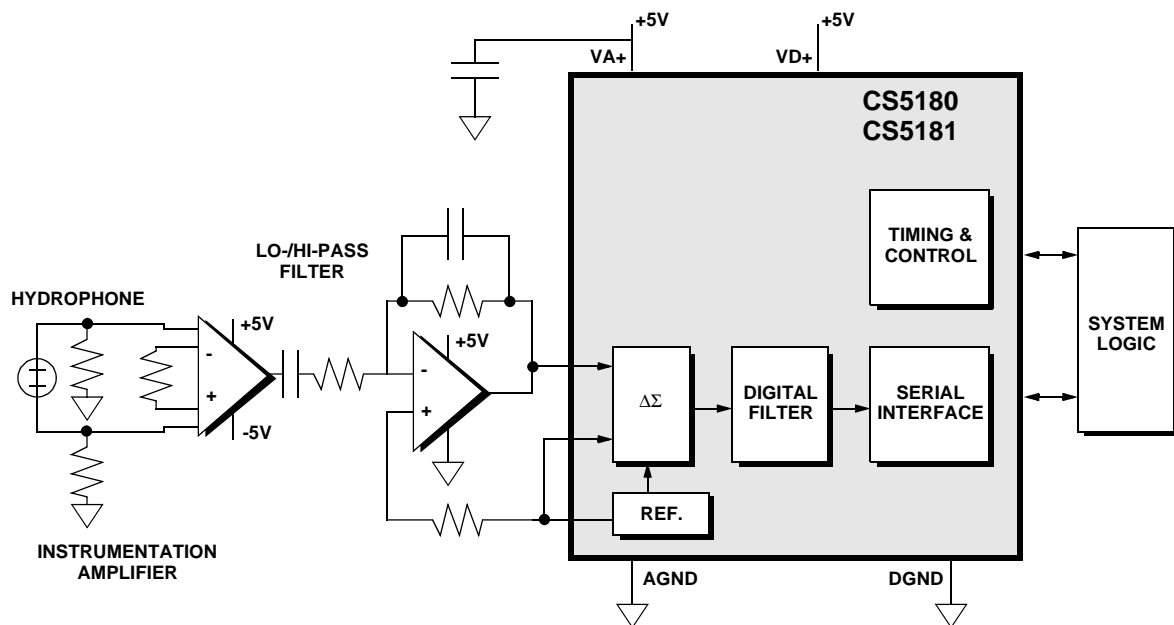 +5V
+5V
VA+
VD+
CS5180
CS5181
LO-/HI-PASS
FILTER
TIMING &
CONTROL
HYDROPHONE
+5V
-
+
-5V
+5V
-
+
ΔΣ
DIGITAL
FILTER
SERIAL
INTERFACE
SYSTEM
LOGIC
REF.
INSTRUMENTATION
AMPLIFIER
AGND
DGND